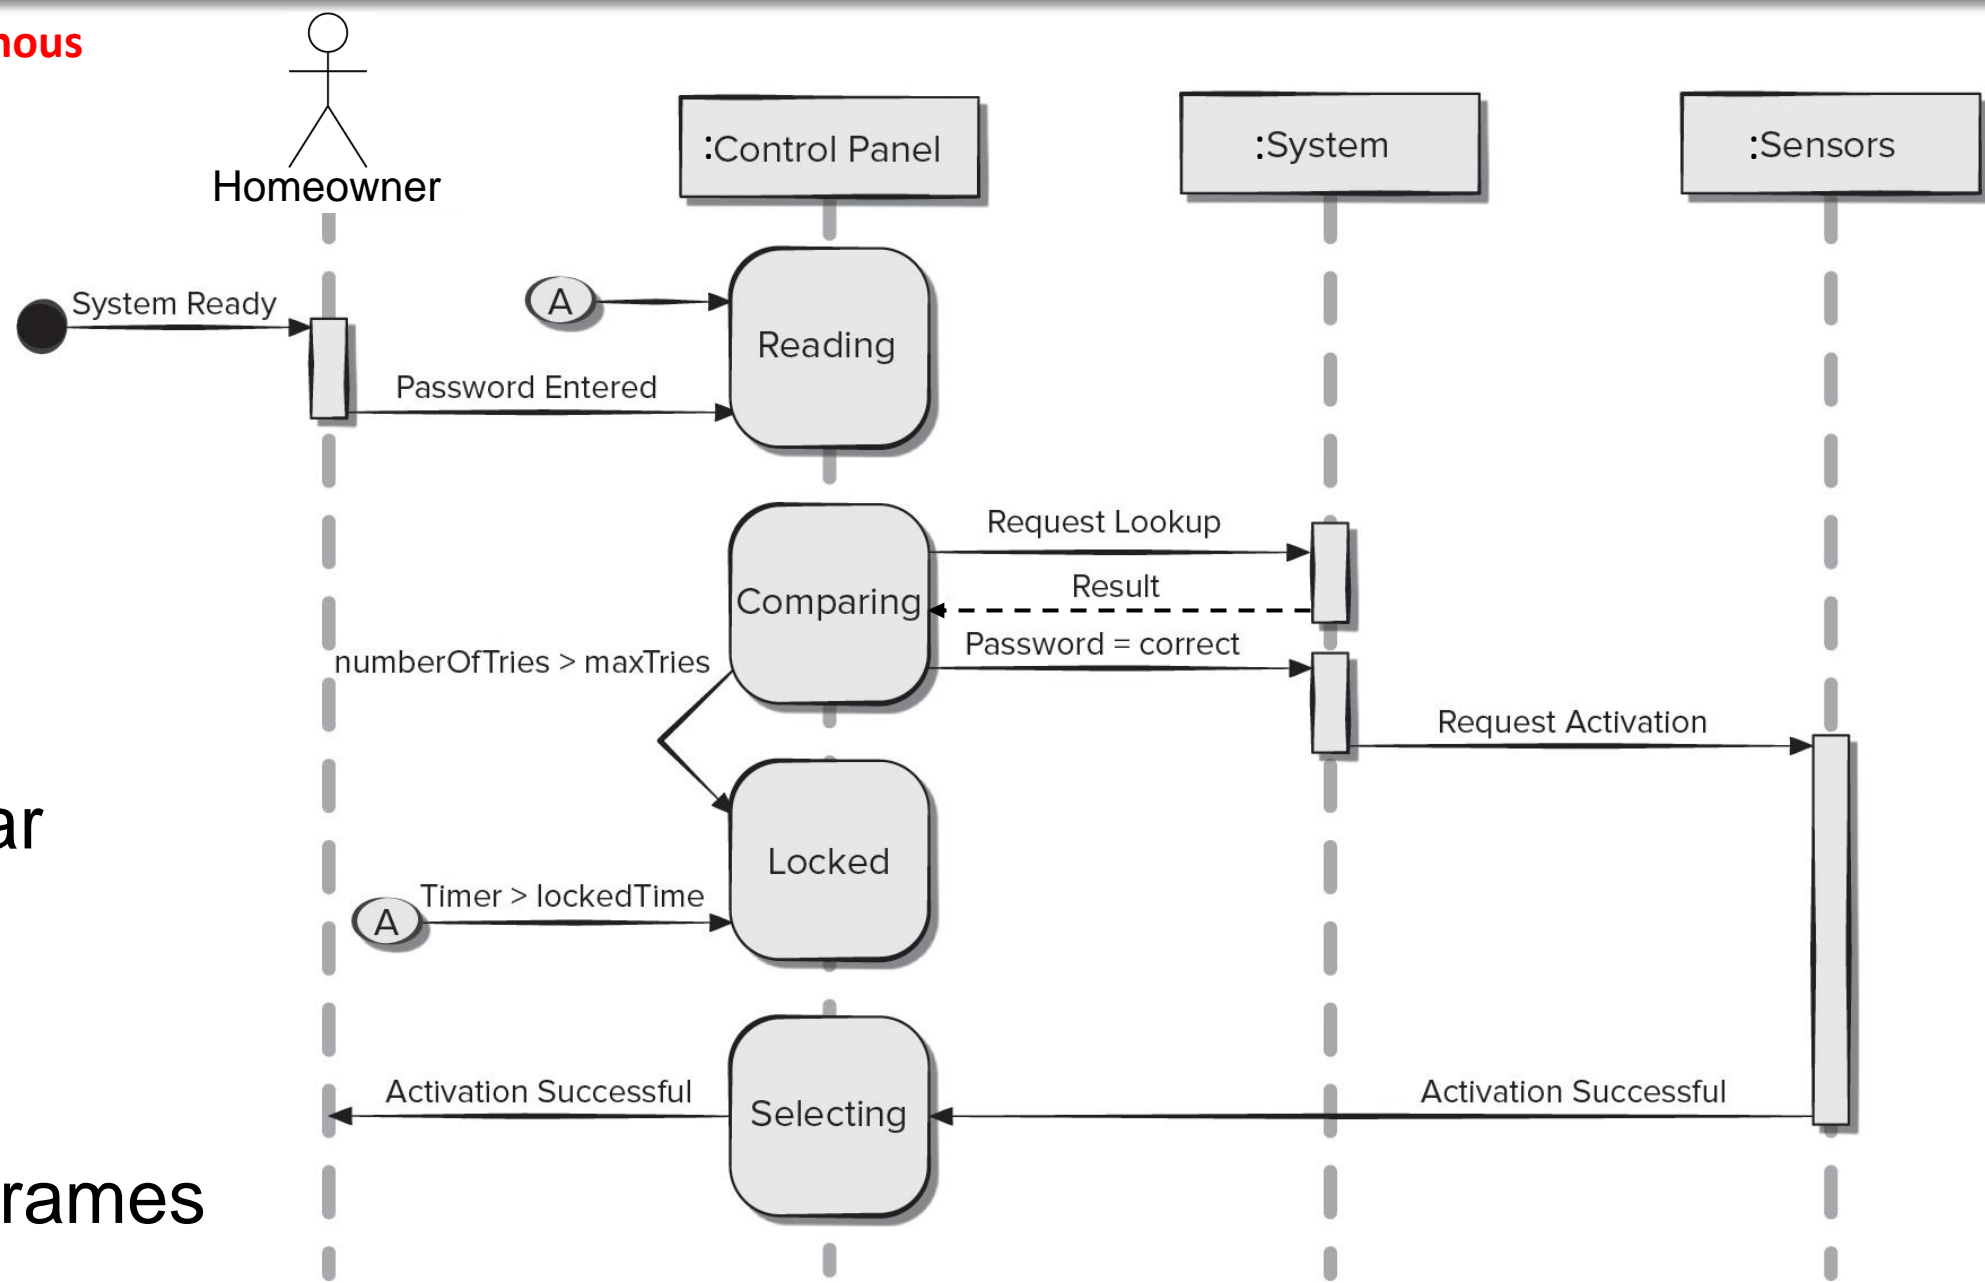 nous
Homeowner
:Control Panel
:System
:Sensors
System Ready
A
Reading
Password Entered
Request Lookup
Result
Comparing
Password = correct
numberOfTries > maxTries
Request Activation
ar
Locked
Timer > lockedTime
A
Activation Successful
Selecting
Activation Successful
rames